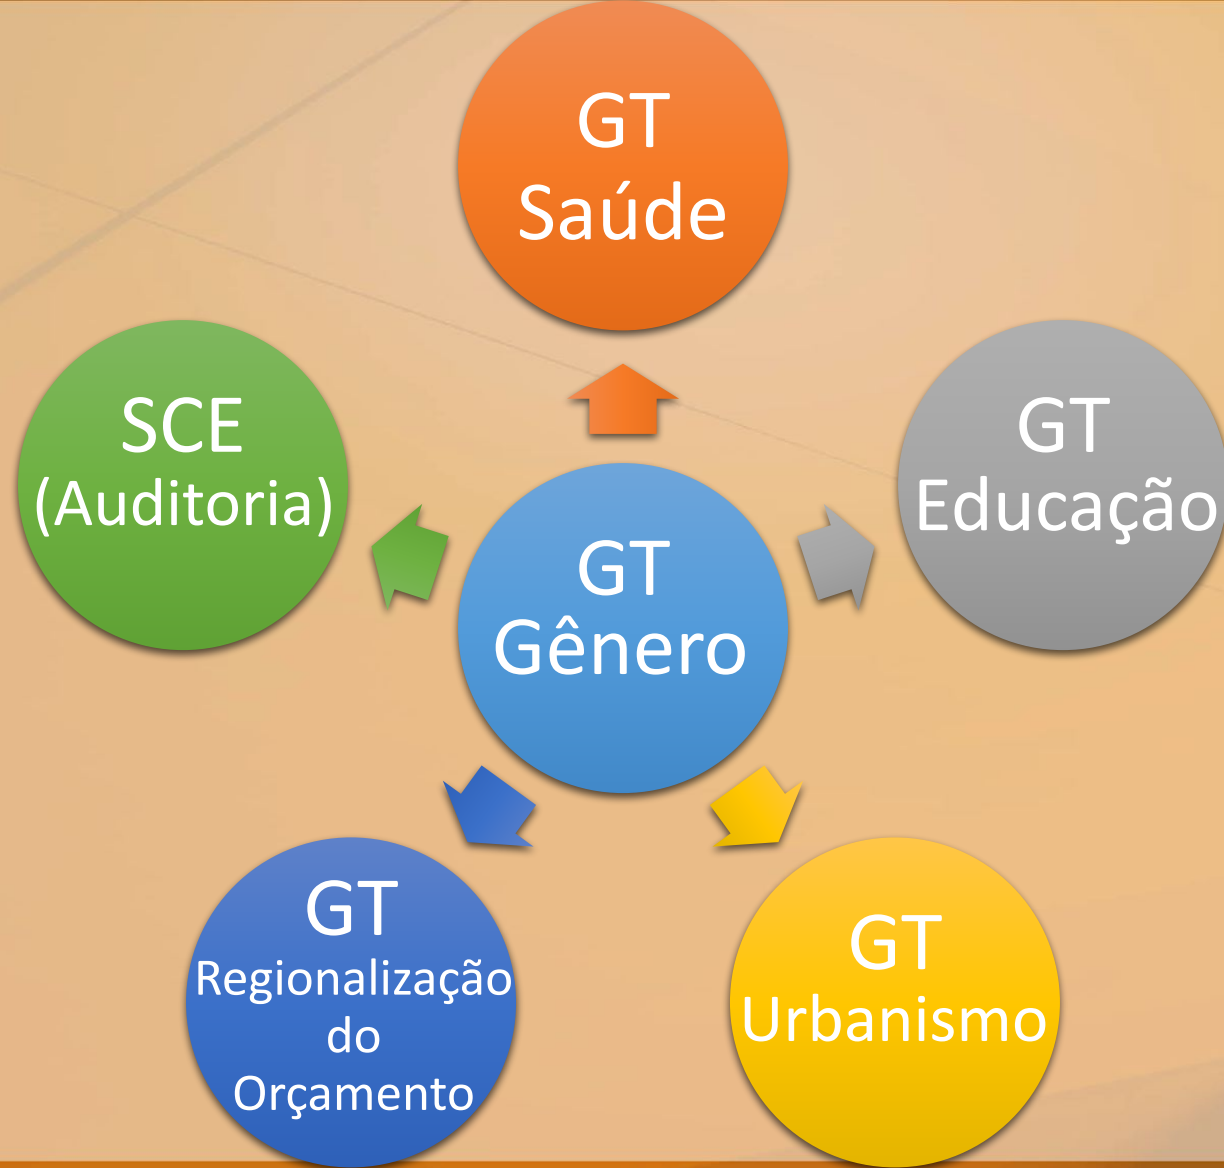 GT
Saúde
SCE
(Auditoria)
GT
Educação
GT
Gênero
GT
Regionalização
do
Orçamento
GT
Urbanismo